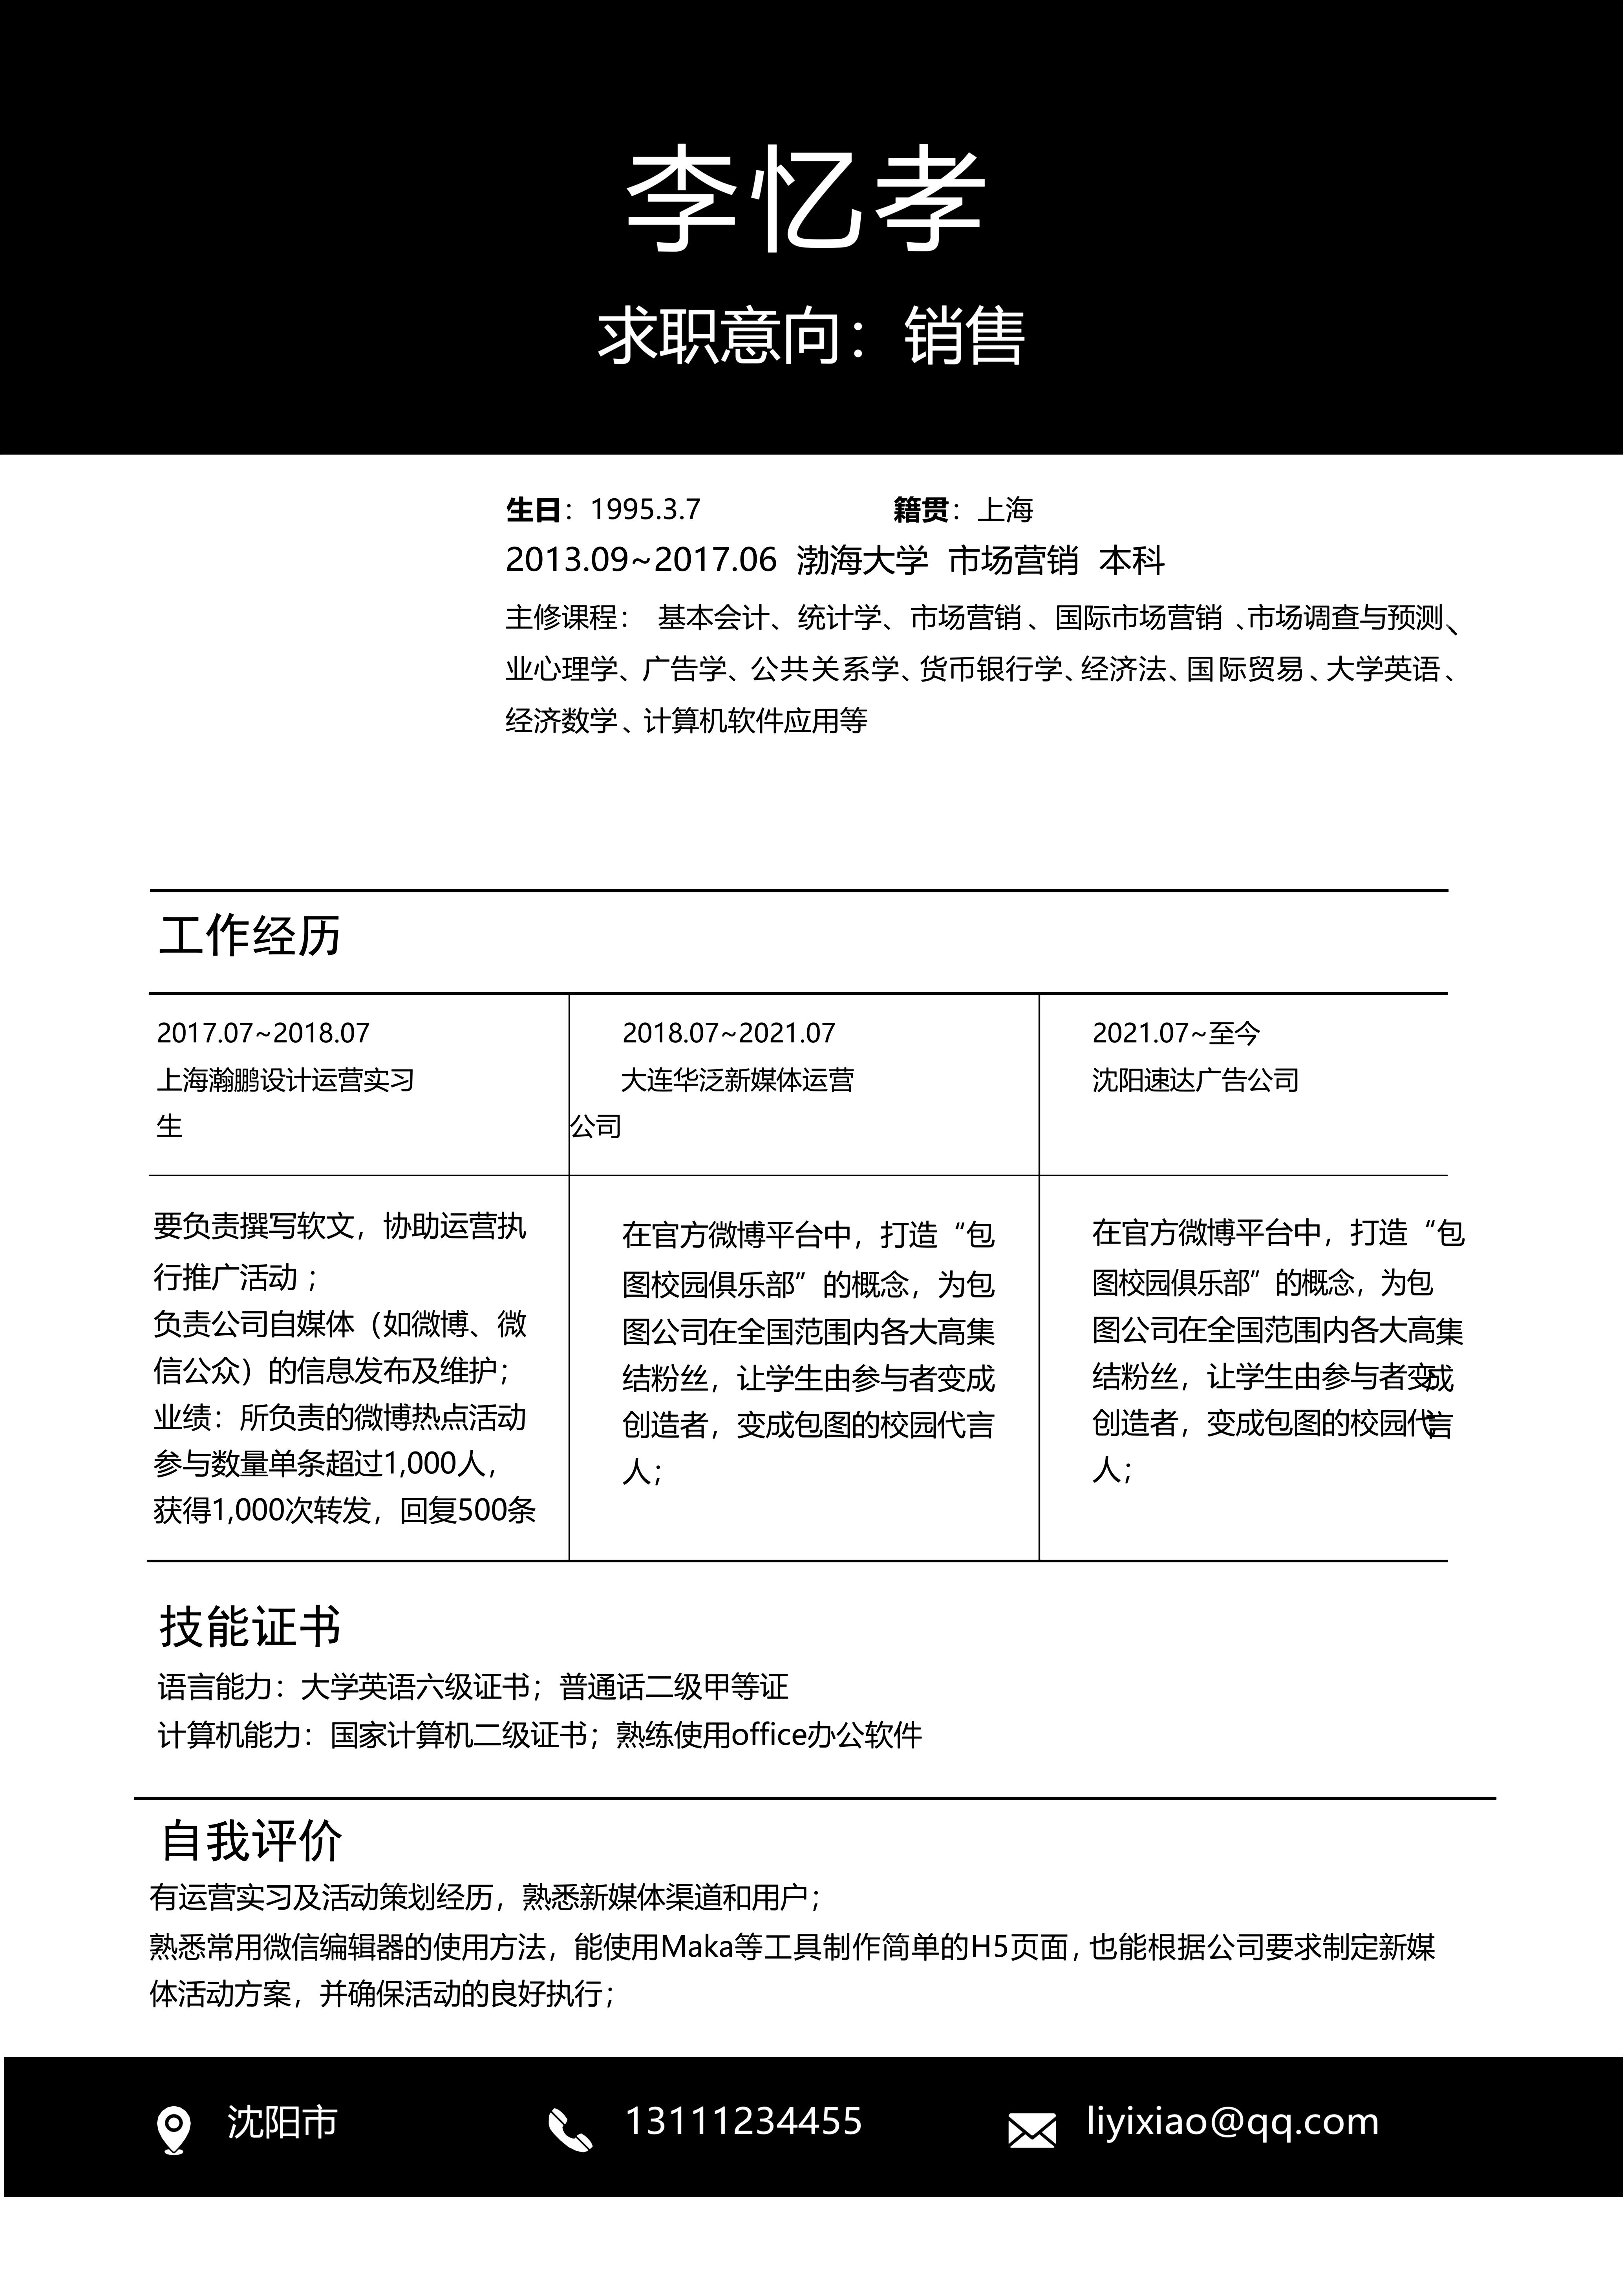 李忆孝
求职意向：销售
生日：1995.3.7 籍贯：上海
2013.09~2017.06 渤海大学 市场营销 本科
主修课程： 基本会计、统计学、市场营销、国际市场营销 、市场调查与预测、
业心理学、广告学、公共关系学、货币银行学、经济法、国际贸易、大学英语、
经济数学、计算机软件应用等
工作经历
2017.07~2018.07
上海瀚鹏设计运营实习
生
2018.07~2021.07
大连华泛新媒体运营
公司
2021.07~至今
沈阳速达广告公司
要负责撰写软文，协助运营执
行推广活动；
负责公司自媒体（如微博、微
信公众）的信息发布及维护；
业绩：所负责的微博热点活动
参与数量单条超过1,000人，
获得1,000次转发，回复500条
在官方微博平台中，打造“包
图校园俱乐部”的概念，为包
图公司在全国范围内各大高集
结粉丝，让学生由参与者变成
创造者，变成包图的校园代言
人；
在官方微博平台中，打造“包
图校园俱乐部”的概念，为包
图公司在全国范围内各大高集
结粉丝，让学生由参与者变成
创造者，变成包图的校园代言
人；
技能证书
语言能力：大学英语六级证书；普通话二级甲等证
计算机能力：国家计算机二级证书；熟练使用office办公软件
自我评价
有运营实习及活动策划经历，熟悉新媒体渠道和用户；
熟悉常用微信编辑器的使用方法，能使用Maka等工具制作简单的H5页面，也能根据公司要求制定新媒
体活动方案，并确保活动的良好执行；
沈阳市 13111234455 liyixiao@qq.com